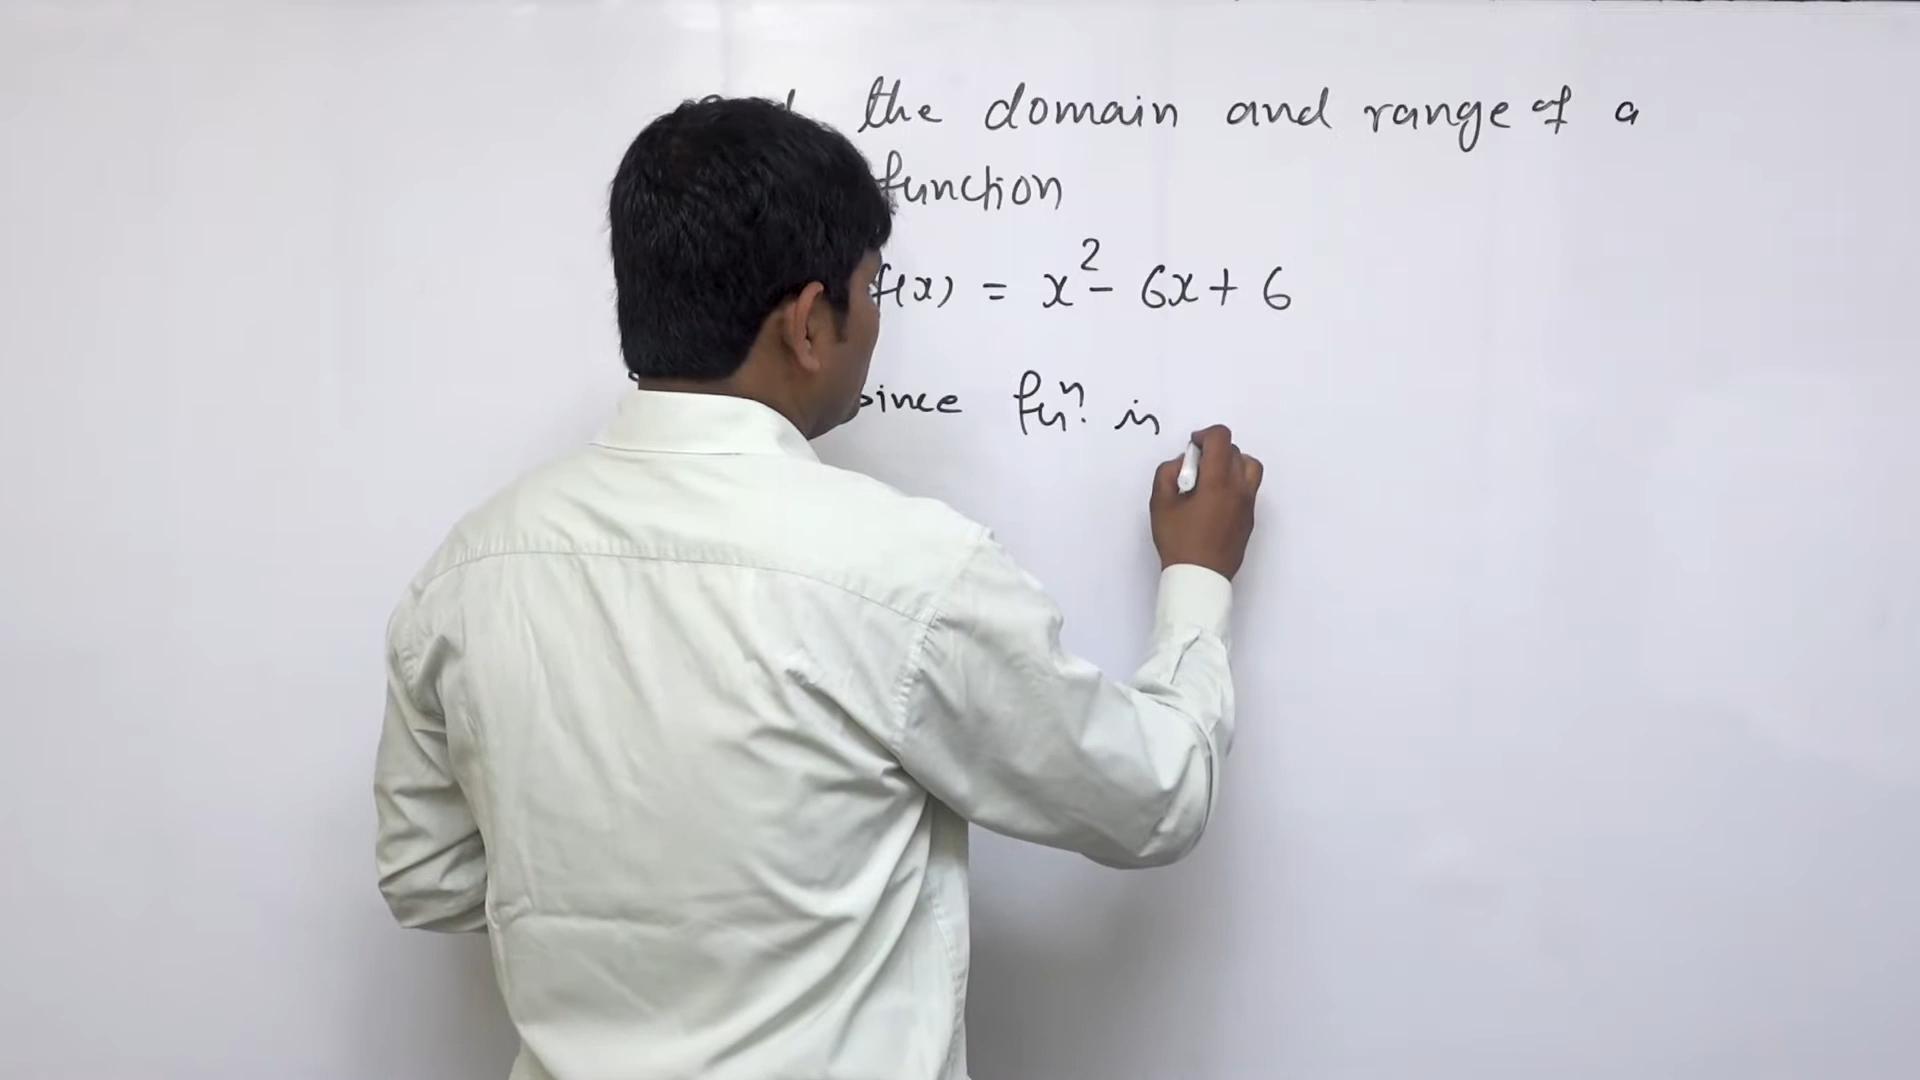 the domain and range of a
function
f(x) = x² - 6x + 6
since fuⁿ. is